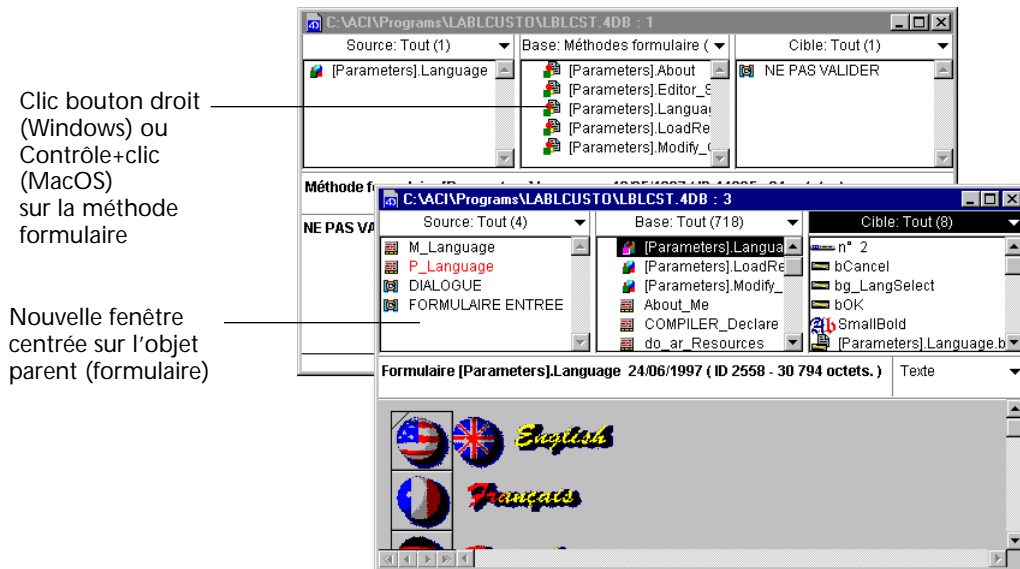 C:\ACI\Programs\LABLCUSTO\LBLCST.4DB : 1
Source: Tout (1)
Base: Méthodes formulaire (
Cible: Tout (1)
[Parameters].Language
[Parameters].About
[Parameters].Editor_S
[Parameters].Langua
[Parameters].LoadRe
[Parameters].Modify_
NE PAS VALIDER
Clic bouton droit
(Windows) ou
Contrôle+clic
(MacOS)
sur la méthode
formulaire
Méthode f
NE PAS VA
C:\ACI\Programs\LABLCUSTO\LBLCST.4DB : 3
Source: Tout (4)
Base: Tout (718)
Cible: Tout (8)
M_Language
P_Language
DIALOGUE
FORMULAIRE ENTREE
[Parameters].Langua
[Parameters].LoadRe
[Parameters].Modify_
About_Me
COMPILER_Declare
do_ar_Resources
n° 2
bCancel
bg_LangSelect
bOK
SmallBold
[Parameters].Language.b
Nouvelle fenêtre
centrée sur l'objet
parent (formulaire)
Formulaire [Parameters].Language 24/06/1997 ( ID 2558 - 30 794 octets. )
Texte
English
Français